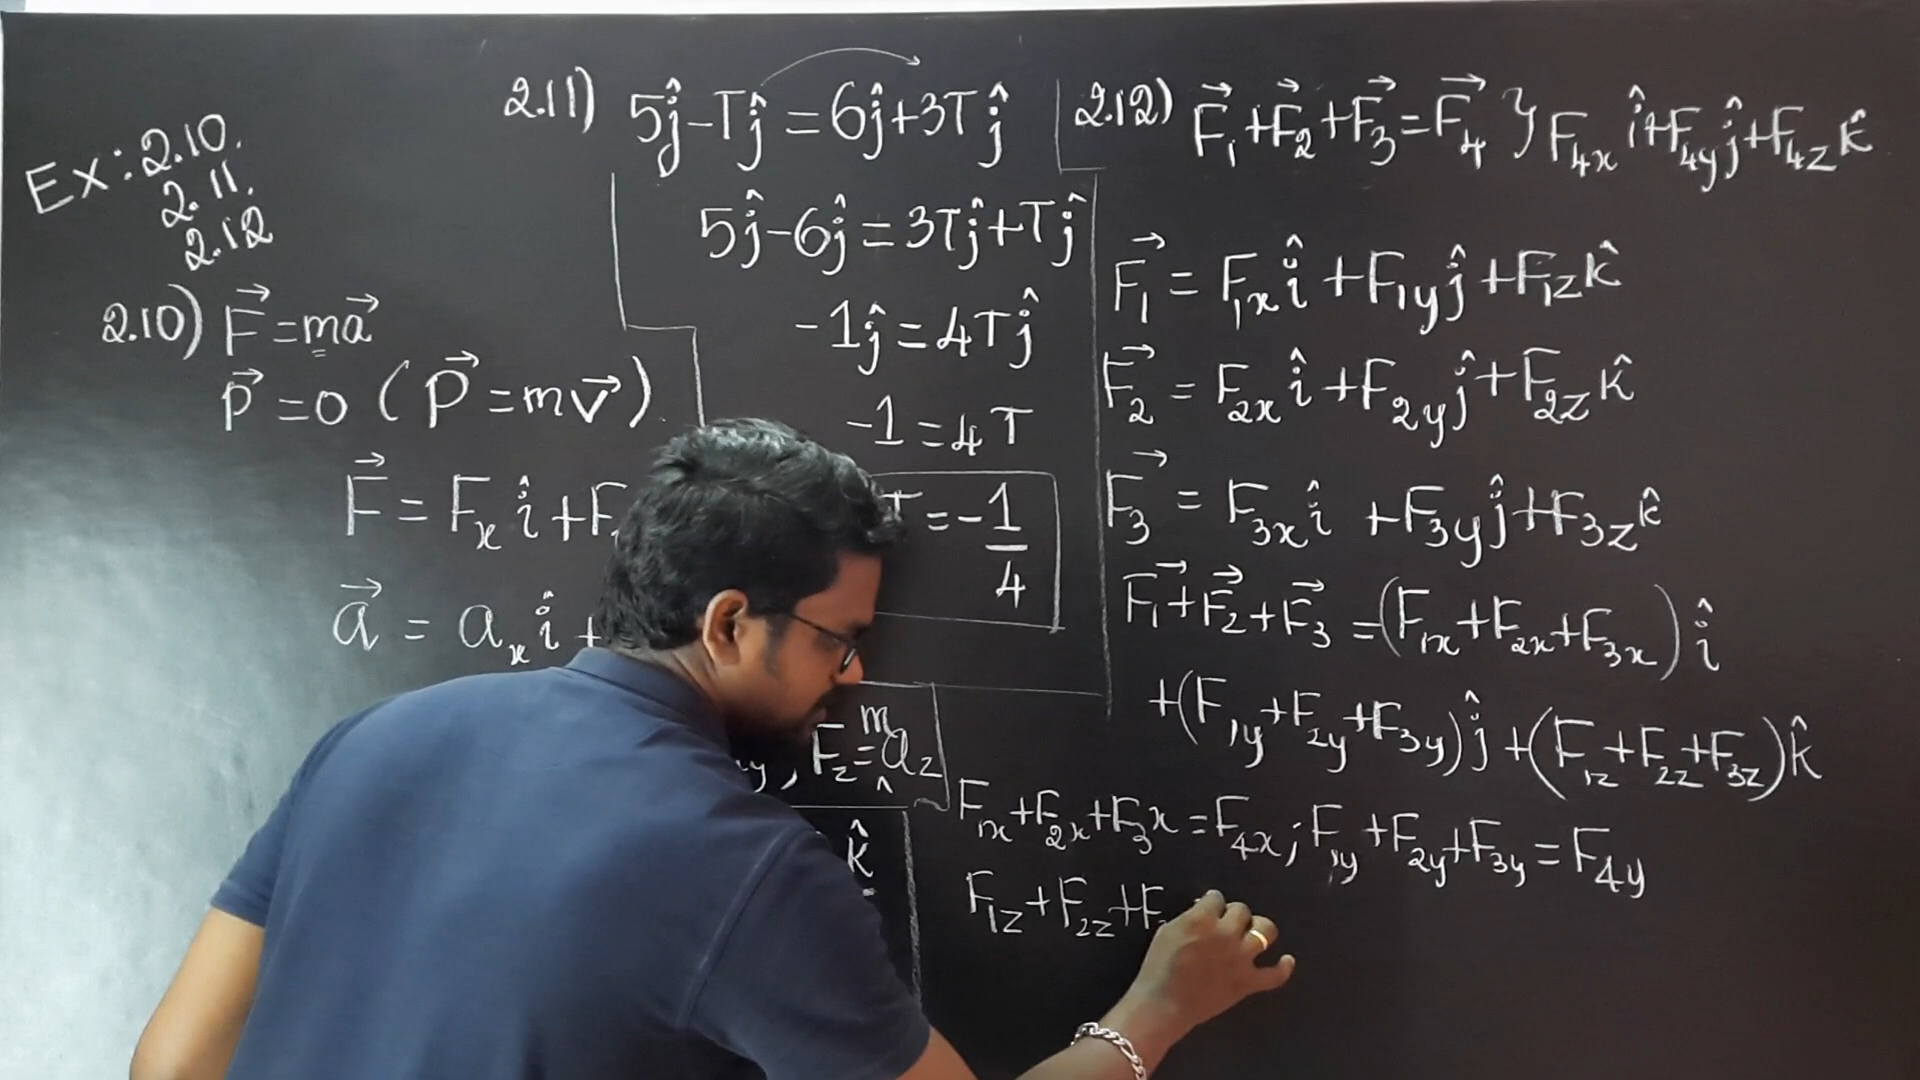 Ex: 2.10.
2.11.
2.12
2.10) F⃗ = ma⃗
P⃗ = 0 (P⃗ = mv⃗)
F⃗ = Fₓ î +
a⃗ = aₓ î +
, F_z = m a_z
k̂
2.11) 5ĵ - Tĵ = 6ĵ + 3Tĵ
5ĵ - 6ĵ = 3Tĵ + Tĵ
-1ĵ = 4Tĵ
-1 = 4T
T = -1/4
2.12) F⃗₁ + F⃗₂ + F⃗₃ = F⃗₄ } F₄ₓ î + F₄y ĵ + F₄z k̂
F⃗₁ = F₁ₓ î + F₁y ĵ + F₁z k̂
F⃗₂ = F₂ₓ î + F₂y ĵ + F₂z k̂
F⃗₃ = F₃ₓ î + F₃y ĵ + F₃z k̂
F⃗₁ + F⃗₂ + F⃗₃ = (F₁ₓ + F₂ₓ + F₃ₓ) î
+ (F₁y + F₂y + F₃y) ĵ + (F₁z + F₂z + F₃z) k̂
F₁ₓ + F₂ₓ + F₃ₓ = F₄ₓ; F₁y + F₂y + F₃y = F₄y
F₁z + F₂z + F